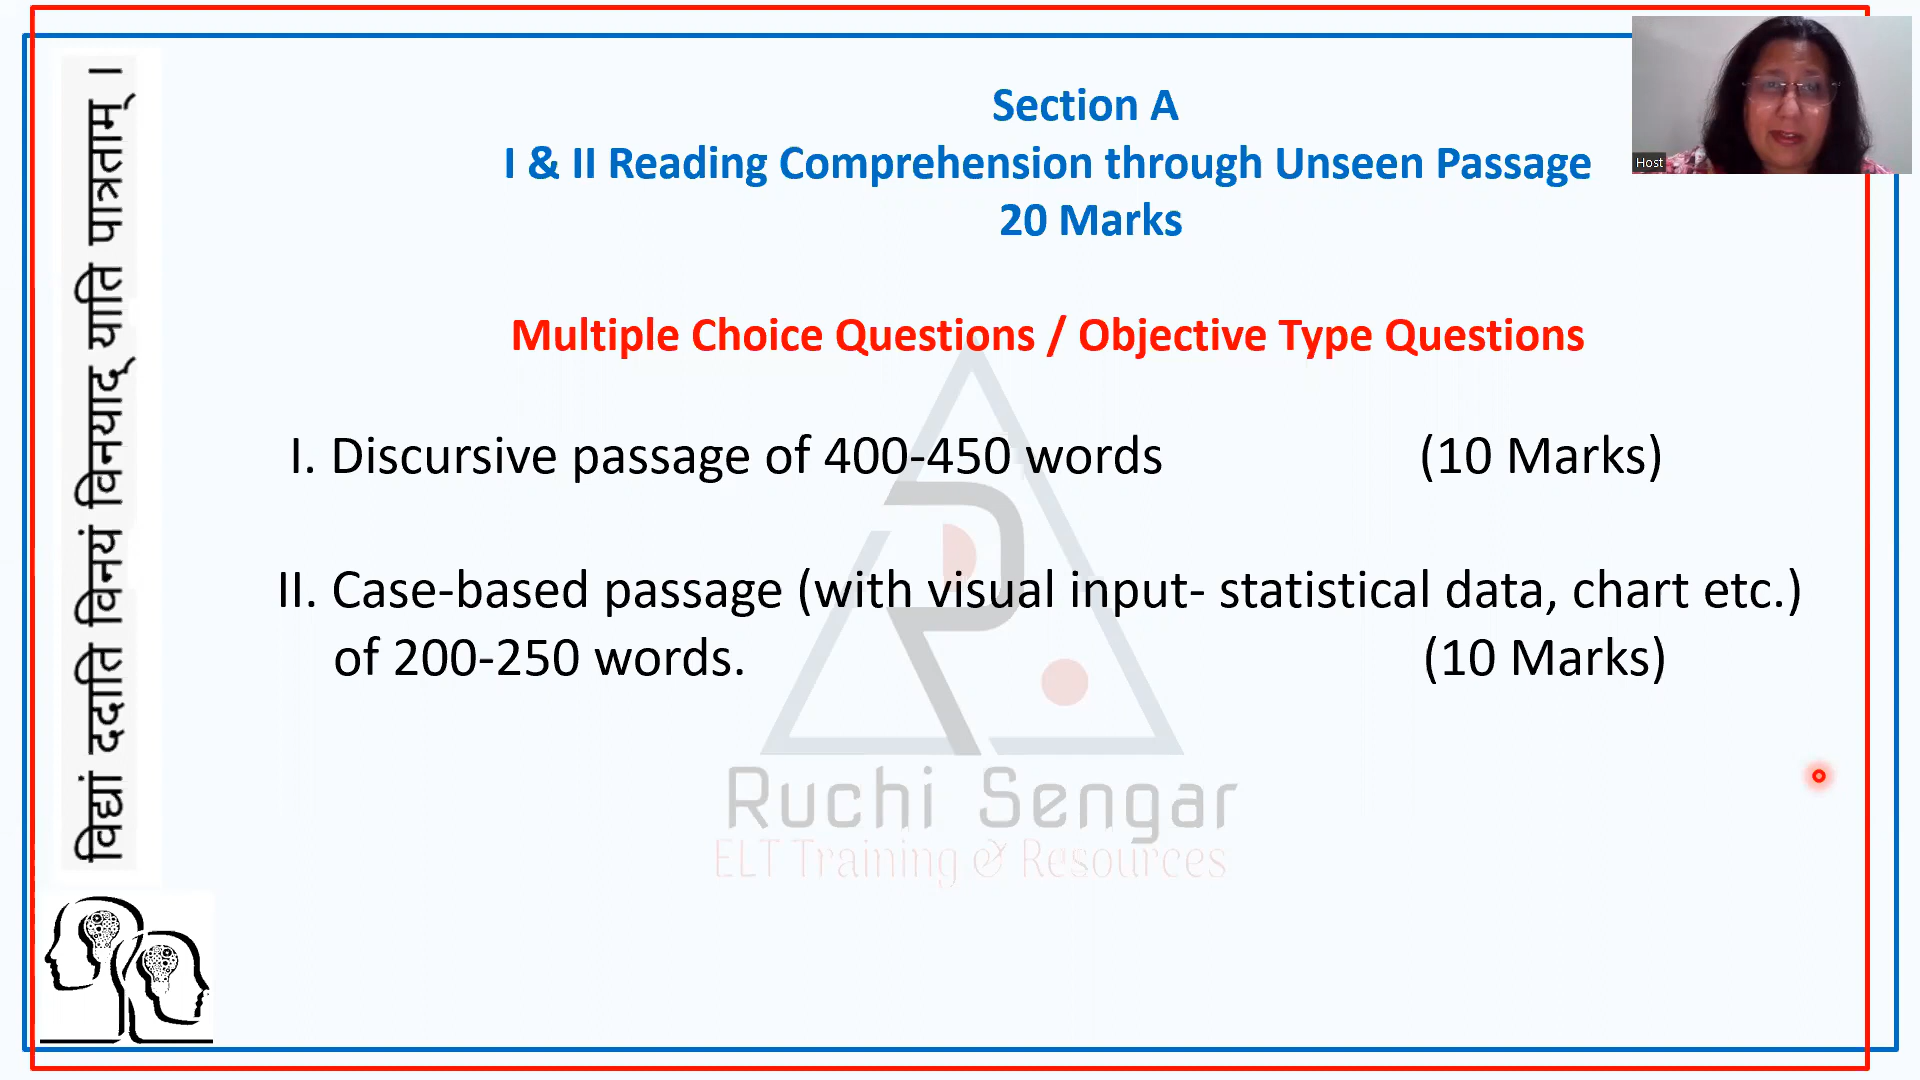 Section A
I & II Reading Comprehension through Unseen Passage
20 Marks
Multiple Choice Questions / Objective Type Questions
I. Discursive passage of 400-450 words (10 Marks)
II. Case-based passage (with visual input- statistical data, chart etc.)
of 200-250 words. (10 Marks)
Ruchi Sengar
ELT Training & Resources
विद्यां ददाति विनयं विनयाद् याति पात्रताम् ।
Host